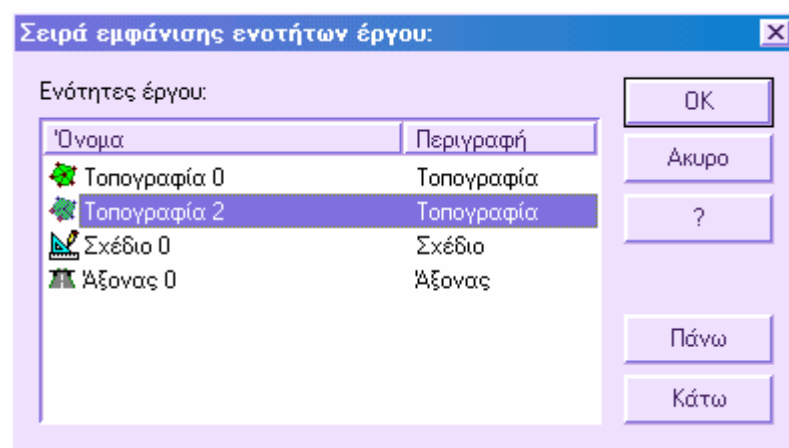 Σειρά εμφάνισης ενοτήτων έργου:
Ενότητες έργου:
Όνομα Περιγραφή
Τοπογραφία 0 Τοπογραφία
Τοπογραφία 2 Τοπογραφία
Σχέδιο 0 Σχέδιο
Άξονας 0 Άξονας
OK
Ακυρο
?
Πάνω
Κάτω